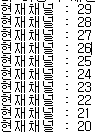 현재채널 : 29
현재채널 : 28
현재채널 : 27
현재채널 : 26
현재채널 : 25
현재채널 : 24
현재채널 : 23
현재채널 : 22
현재채널 : 21
현재채널 : 20